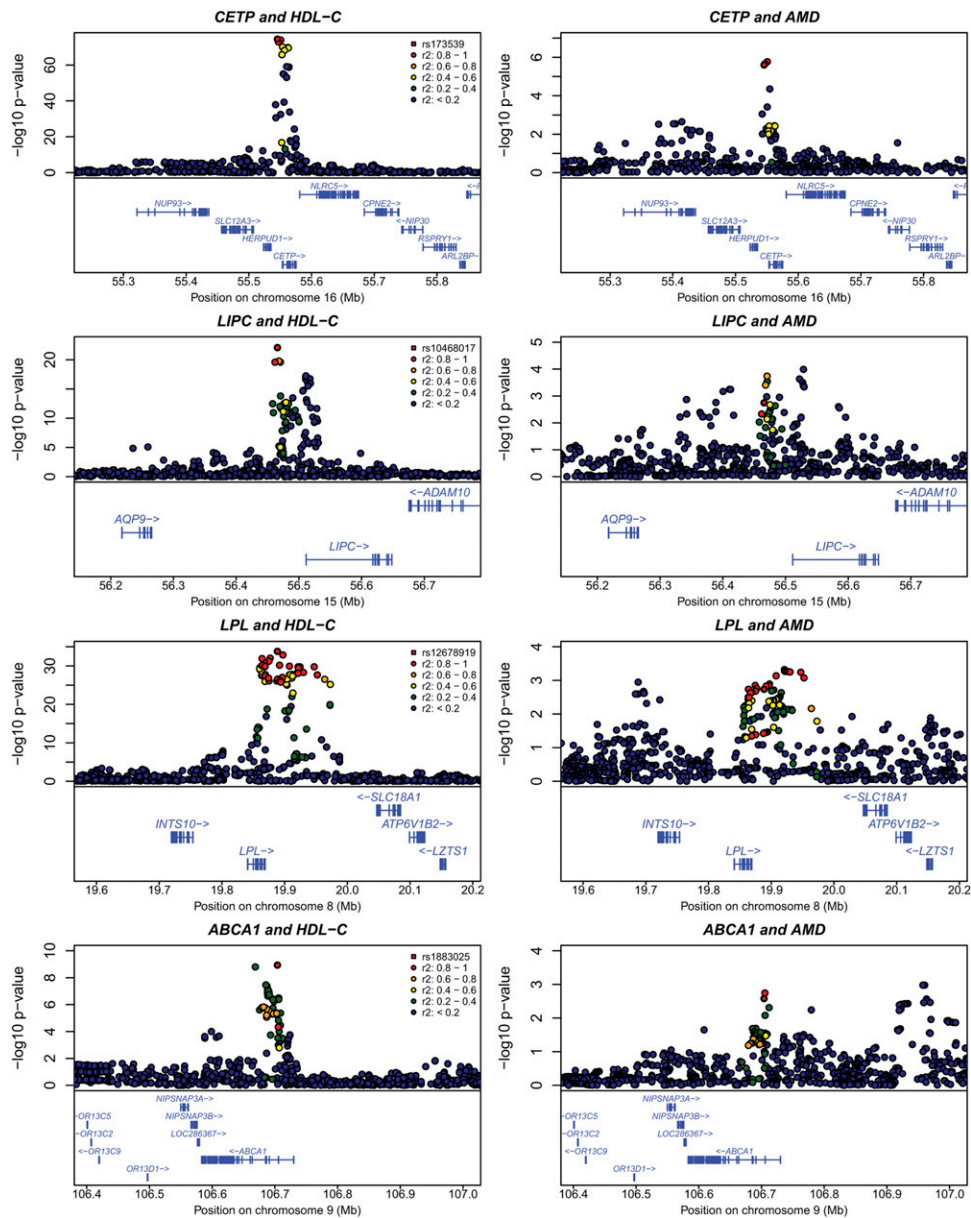 CETP and HDL−C
−log10 p−value
60
40
20
0
rs173539
r2: 0.8 − 1
r2: 0.6 − 0.8
r2: 0.4 − 0.6
r2: 0.2 − 0.4
r2: < 0.2
NLRC5−>
NUP93−>
CPNE2−>
SLC12A3−>
<−NIP30
HERPUD1−>
RSPRY1−>
CETP−>
ARL2BP−
55.3
55.4
55.5
55.6
55.7
55.8
Position on chromosome 16 (Mb)
CETP and AMD
−log10 p−value
6
4
2
0
NLRC5−>
NUP93−>
CPNE2−>
SLC12A3−>
<−NIP30
HERPUD1−>
RSPRY1−>
CETP−>
ARL2BP−
55.3
55.4
55.5
55.6
55.7
55.8
Position on chromosome 16 (Mb)
LIPC and HDL−C
−log10 p−value
20
15
10
5
0
rs10468017
r2: 0.8 − 1
r2: 0.6 − 0.8
r2: 0.4 − 0.6
r2: 0.2 − 0.4
r2: < 0.2
<−ADAM10
AQP9−>
LIPC−>
56.2
56.3
56.4
56.5
56.6
56.7
Position on chromosome 15 (Mb)
LIPC and AMD
−log10 p−value
5
4
3
2
1
0
<−ADAM10
AQP9−>
LIPC−>
56.2
56.3
56.4
56.5
56.6
56.7
Position on chromosome 15 (Mb)
LPL and HDL−C
−log10 p−value
30
20
10
0
rs12678919
r2: 0.8 − 1
r2: 0.6 − 0.8
r2: 0.4 − 0.6
r2: 0.2 − 0.4
r2: < 0.2
<−SLC18A1
INTS10−>
ATP6V1B2−>
LPL−>
<−LZTS1
19.6
19.7
19.8
19.9
20.0
20.1
20.2
Position on chromosome 8 (Mb)
LPL and AMD
−log10 p−value
4
3
2
1
0
<−SLC18A1
INTS10−>
ATP6V1B2−>
LPL−>
<−LZTS1
19.6
19.7
19.8
19.9
20.0
20.1
20.2
Position on chromosome 8 (Mb)
ABCA1 and HDL−C
−log10 p−value
10
8
6
4
2
0
rs1883025
r2: 0.8 − 1
r2: 0.6 − 0.8
r2: 0.4 − 0.6
r2: 0.2 − 0.4
r2: < 0.2
NIPSNAP3A−>
−OR13C5
NIPSNAP3B−>
−OR13C2
LOC286367−>
<−OR13C9
<−ABCA1
OR13D1−>
106.4
106.5
106.6
106.7
106.8
106.9
107.0
Position on chromosome 9 (Mb)
ABCA1 and AMD
−log10 p−value
4
3
2
1
0
NIPSNAP3A−>
−OR13C5
NIPSNAP3B−>
−OR13C2
LOC286367−>
<−OR13C9
<−ABCA1
OR13D1−>
106.4
106.5
106.6
106.7
106.8
106.9
107.0
Position on chromosome 9 (Mb)